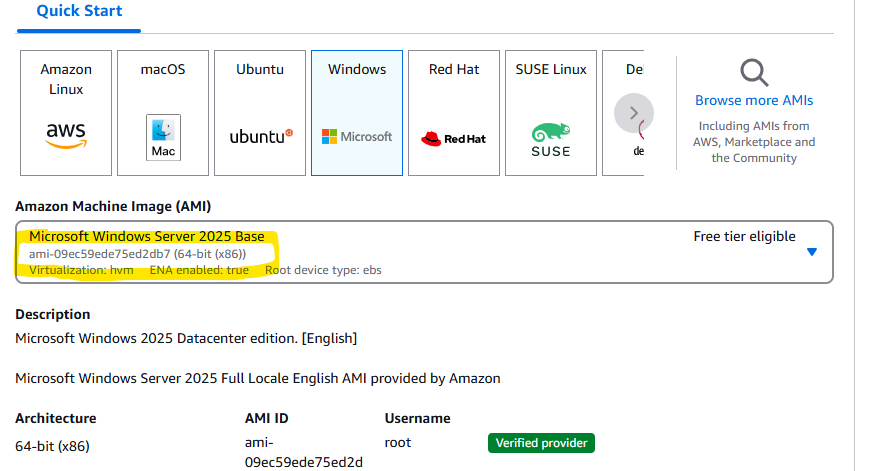 Quick Start
Amazon
Linux
aws
macOS
Mac
Ubuntu
ubuntu
Windows
Microsoft
Red Hat
Red Hat
SUSE Linux
SUSE
De
de
Browse more AMIs
Including AMIs from
AWS, Marketplace and
the Community
Amazon Machine Image (AMI)
Microsoft Windows Server 2025 Base
Free tier eligible
ami-09ec59ede75ed2db7 (64-bit (x86))
Virtualization: hvm ENA enabled: true Root device type: ebs
Description
Microsoft Windows 2025 Datacenter edition. [English]
Microsoft Windows Server 2025 Full Locale English AMI provided by Amazon
Architecture AMI ID Username
64-bit (x86) ami- root Verified provider
09ec59ede75ed2d